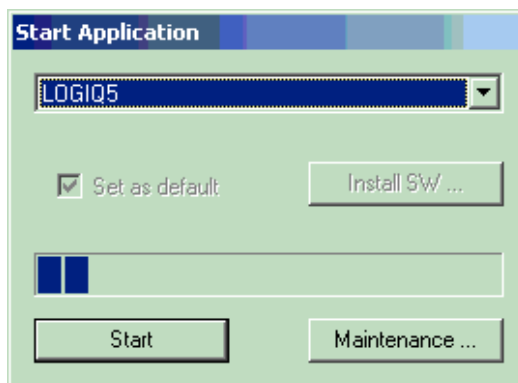 Start Application
LOGIQ5
Set as default
Install SW ...
Start
Maintenance ...